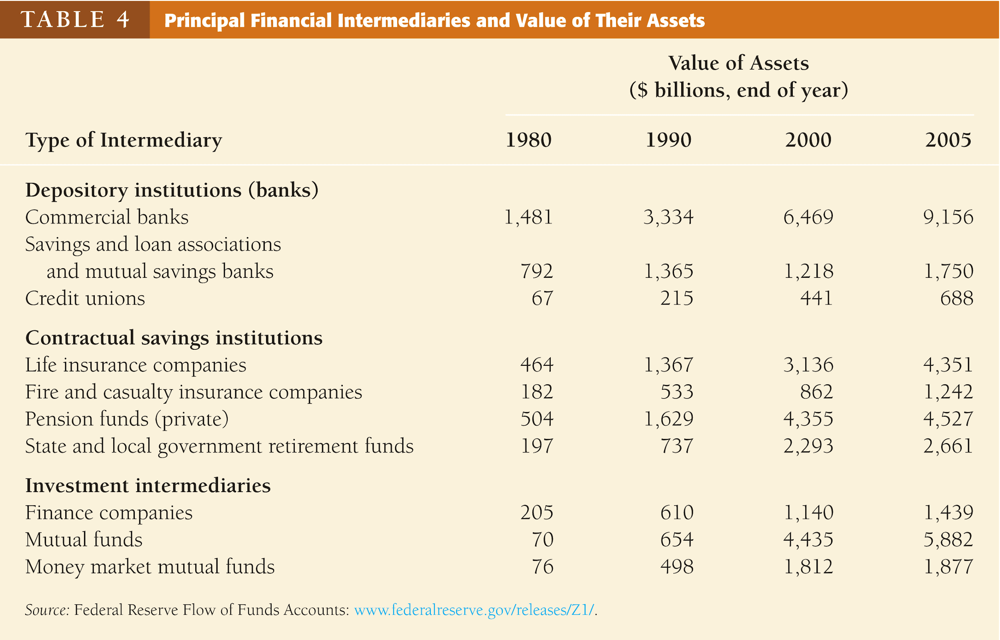 TABLE 4 Principal Financial Intermediaries and Value of Their Assets
Value of Assets
($ billions, end of year)
Type of Intermediary 1980 1990 2000 2005
Depository institutions (banks)
Commercial banks 1,481 3,334 6,469 9,156
Savings and loan associations
and mutual savings banks 792 1,365 1,218 1,750
Credit unions 67 215 441 688
Contractual savings institutions
Life insurance companies 464 1,367 3,136 4,351
Fire and casualty insurance companies 182 533 862 1,242
Pension funds (private) 504 1,629 4,355 4,527
State and local government retirement funds 197 737 2,293 2,661
Investment intermediaries
Finance companies 205 610 1,140 1,439
Mutual funds 70 654 4,435 5,882
Money market mutual funds 76 498 1,812 1,877
Source: Federal Reserve Flow of Funds Accounts: www.federalreserve.gov/releases/Z1/.